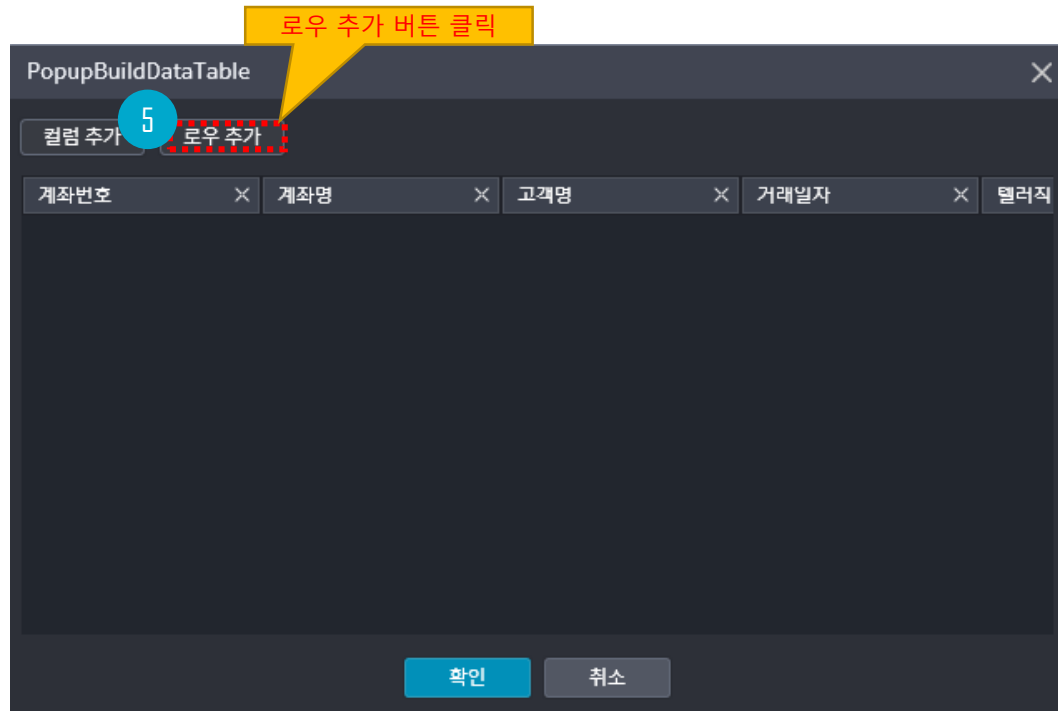 로우 추가 버튼 클릭
PopupBuildDataTable
컬럼 추가 5 로우 추가
계좌번호 계좌명 고객명 거래일자 텔러직
확인 취소